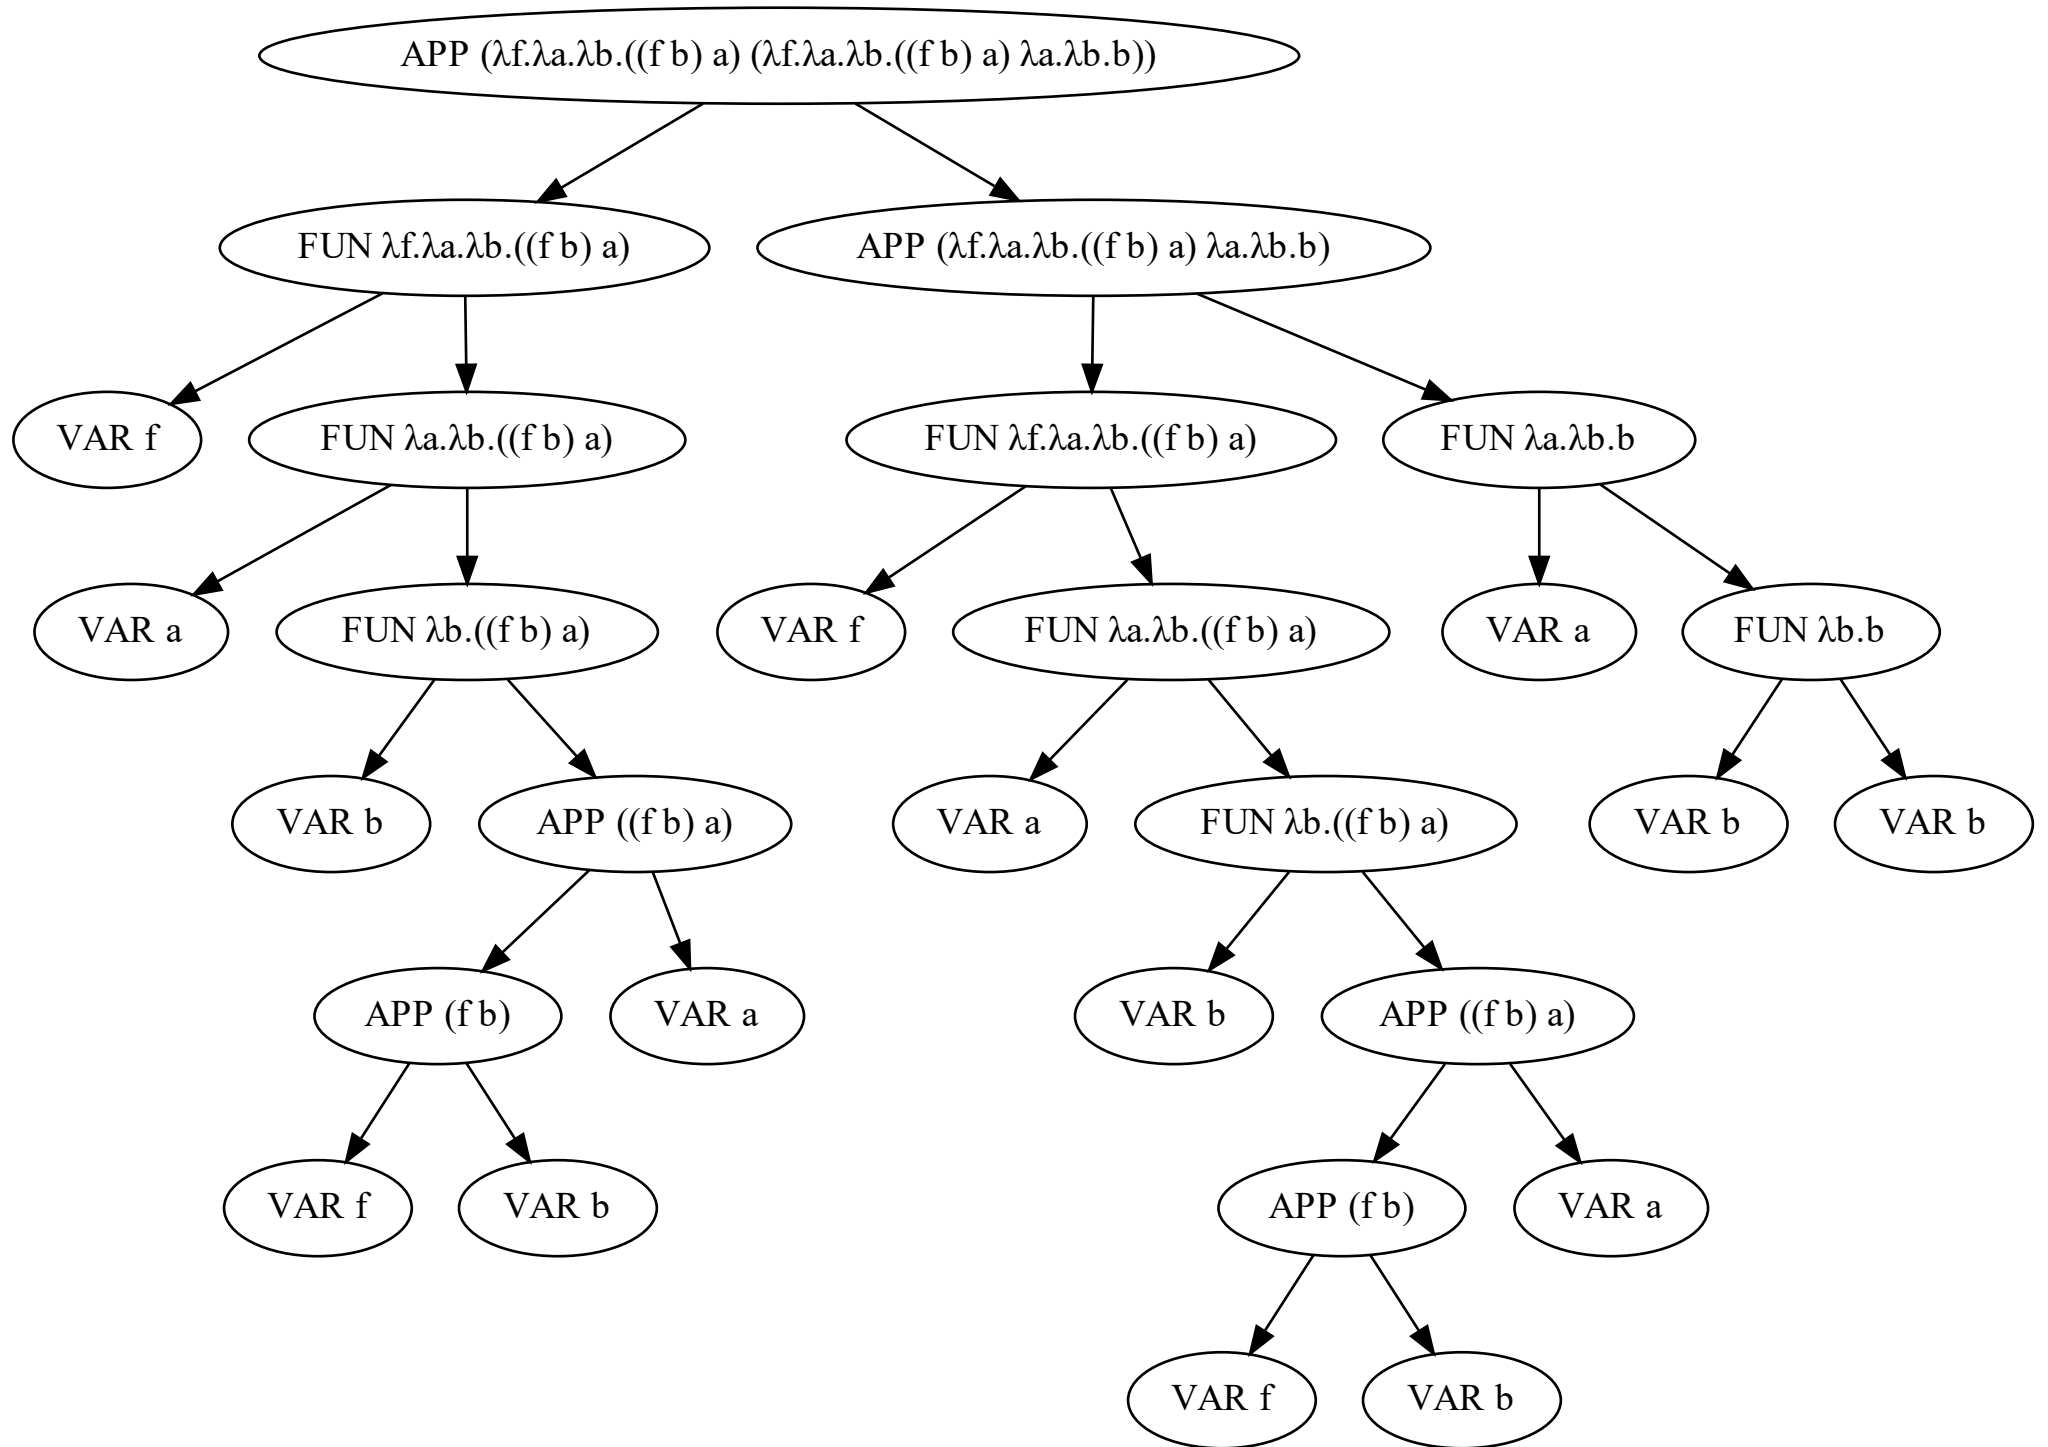 APP (λf.λa.λb.((f b) a) (λf.λa.λb.((f b) a) λa.λb.b))
FUN λf.λa.λb.((f b) a)
APP (λf.λa.λb.((f b) a) λa.λb.b)
VAR f
FUN λa.λb.((f b) a)
FUN λf.λa.λb.((f b) a)
FUN λa.λb.b
VAR a
FUN λb.((f b) a)
VAR f
FUN λa.λb.((f b) a)
VAR a
FUN λb.b
VAR b
APP ((f b) a)
VAR a
FUN λb.((f b) a)
VAR b
VAR b
APP (f b)
VAR a
VAR b
APP ((f b) a)
VAR f
VAR b
APP (f b)
VAR a
VAR f
VAR b